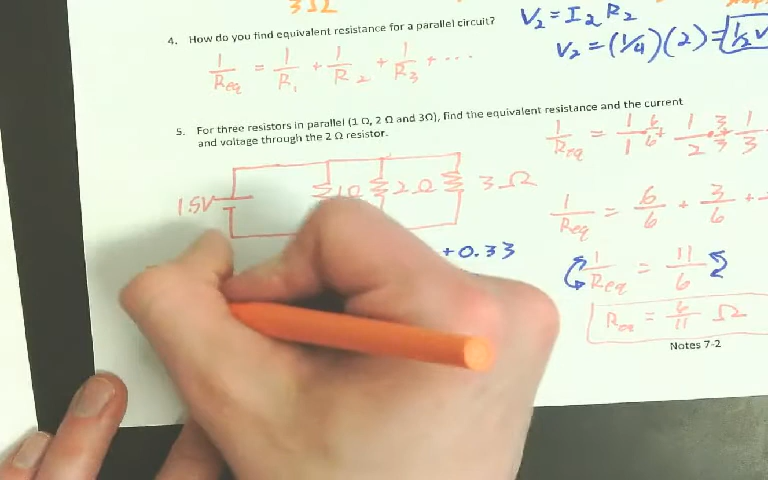 3Ω
4. How do you find equivalent resistance for a parallel circuit?
1/Req = 1/R1 + 1/R2 + 1/R3 + ...
V2 = I2 R2
V2 = (1/4)(2) = 1/2 V
5. For three resistors in parallel (1 Ω, 2 Ω and 3Ω), find the equivalent resistance and the current
and voltage through the 2 Ω resistor.
1.5V 1Ω 2Ω 3Ω
+0.33
1/Req = 1/1 · 6/6 + 1/2 · 3/3 + 1/3
1/Req = 6/6 + 3/6 +
1/Req = 11/6
Req = 6/11 Ω
Notes 7-2